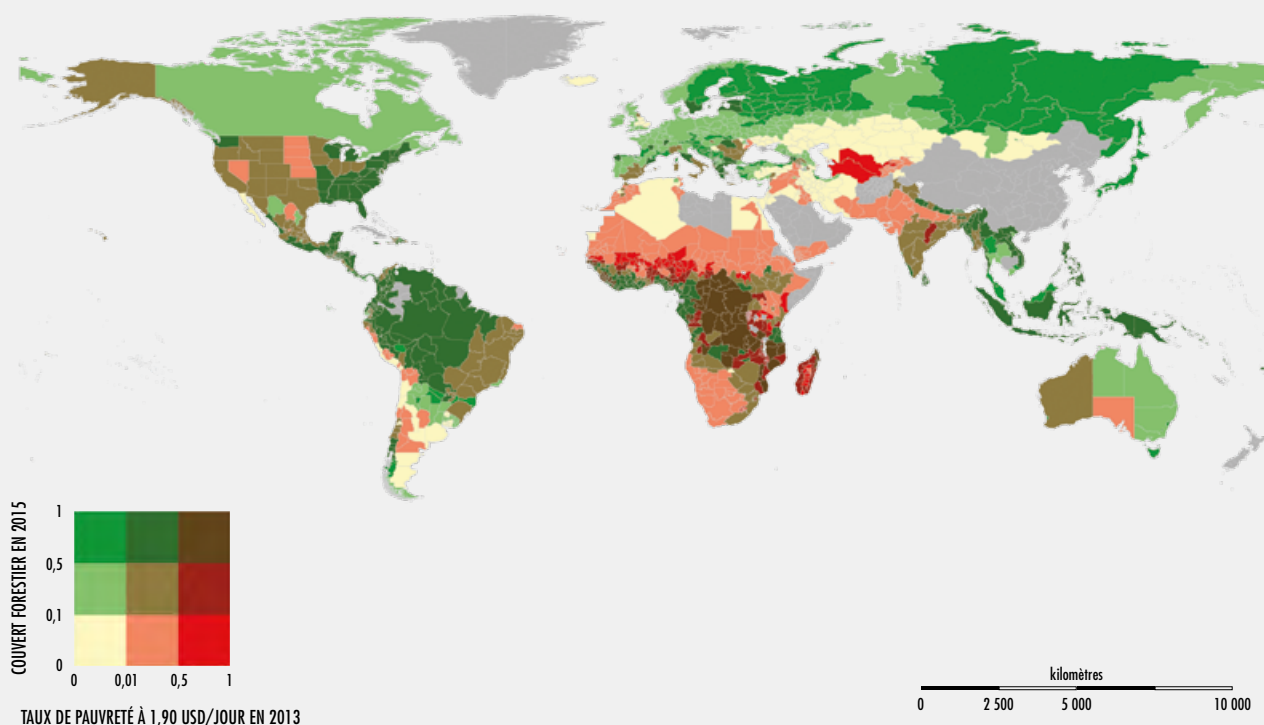 COUVERT FORESTIER EN 2015
1
0,5
0,1
0
0 0,01 0,5 1
TAUX DE PAUVRETÉ À 1,90 USD/JOUR EN 2013
kilomètres
0 2 500 5 000 10 000